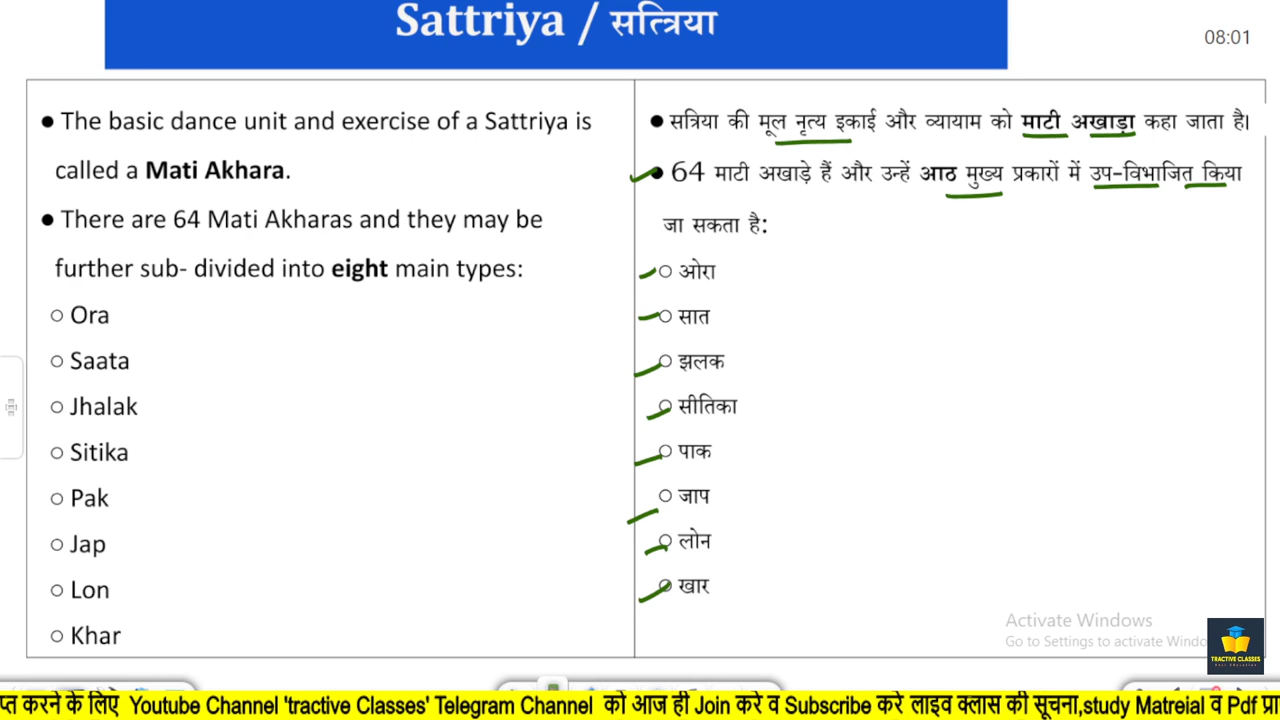 Sattriya / सत्त्रिया
08:01
● The basic dance unit and exercise of a Sattriya is
called a Mati Akhara.
● There are 64 Mati Akharas and they may be
further sub- divided into eight main types:
○ Ora
○ Saata
○ Jhalak
○ Sitika
○ Pak
○ Jap
○ Lon
○ Khar
● सत्रिया की मूल नृत्य इकाई और व्यायाम को माटी अखाड़ा कहा जाता है।
● 64 माटी अखाड़े हैं और उन्हें आठ मुख्य प्रकारों में उप-विभाजित किया
जा सकता है:
○ ओरा
○ सात
○ झलक
○ सीतिका
○ पाक
○ जाप
○ लोन
○ खार
Activate Windows
Go to Settings to activate Windo
TRACTIVE CLASSES
प्त करने के लिए Youtube Channel 'tractive Classes' Telegram Channel को आज ही Join करे व Subscribe करे लाइव क्लास की सूचना,study Matreial व Pdf प्रा